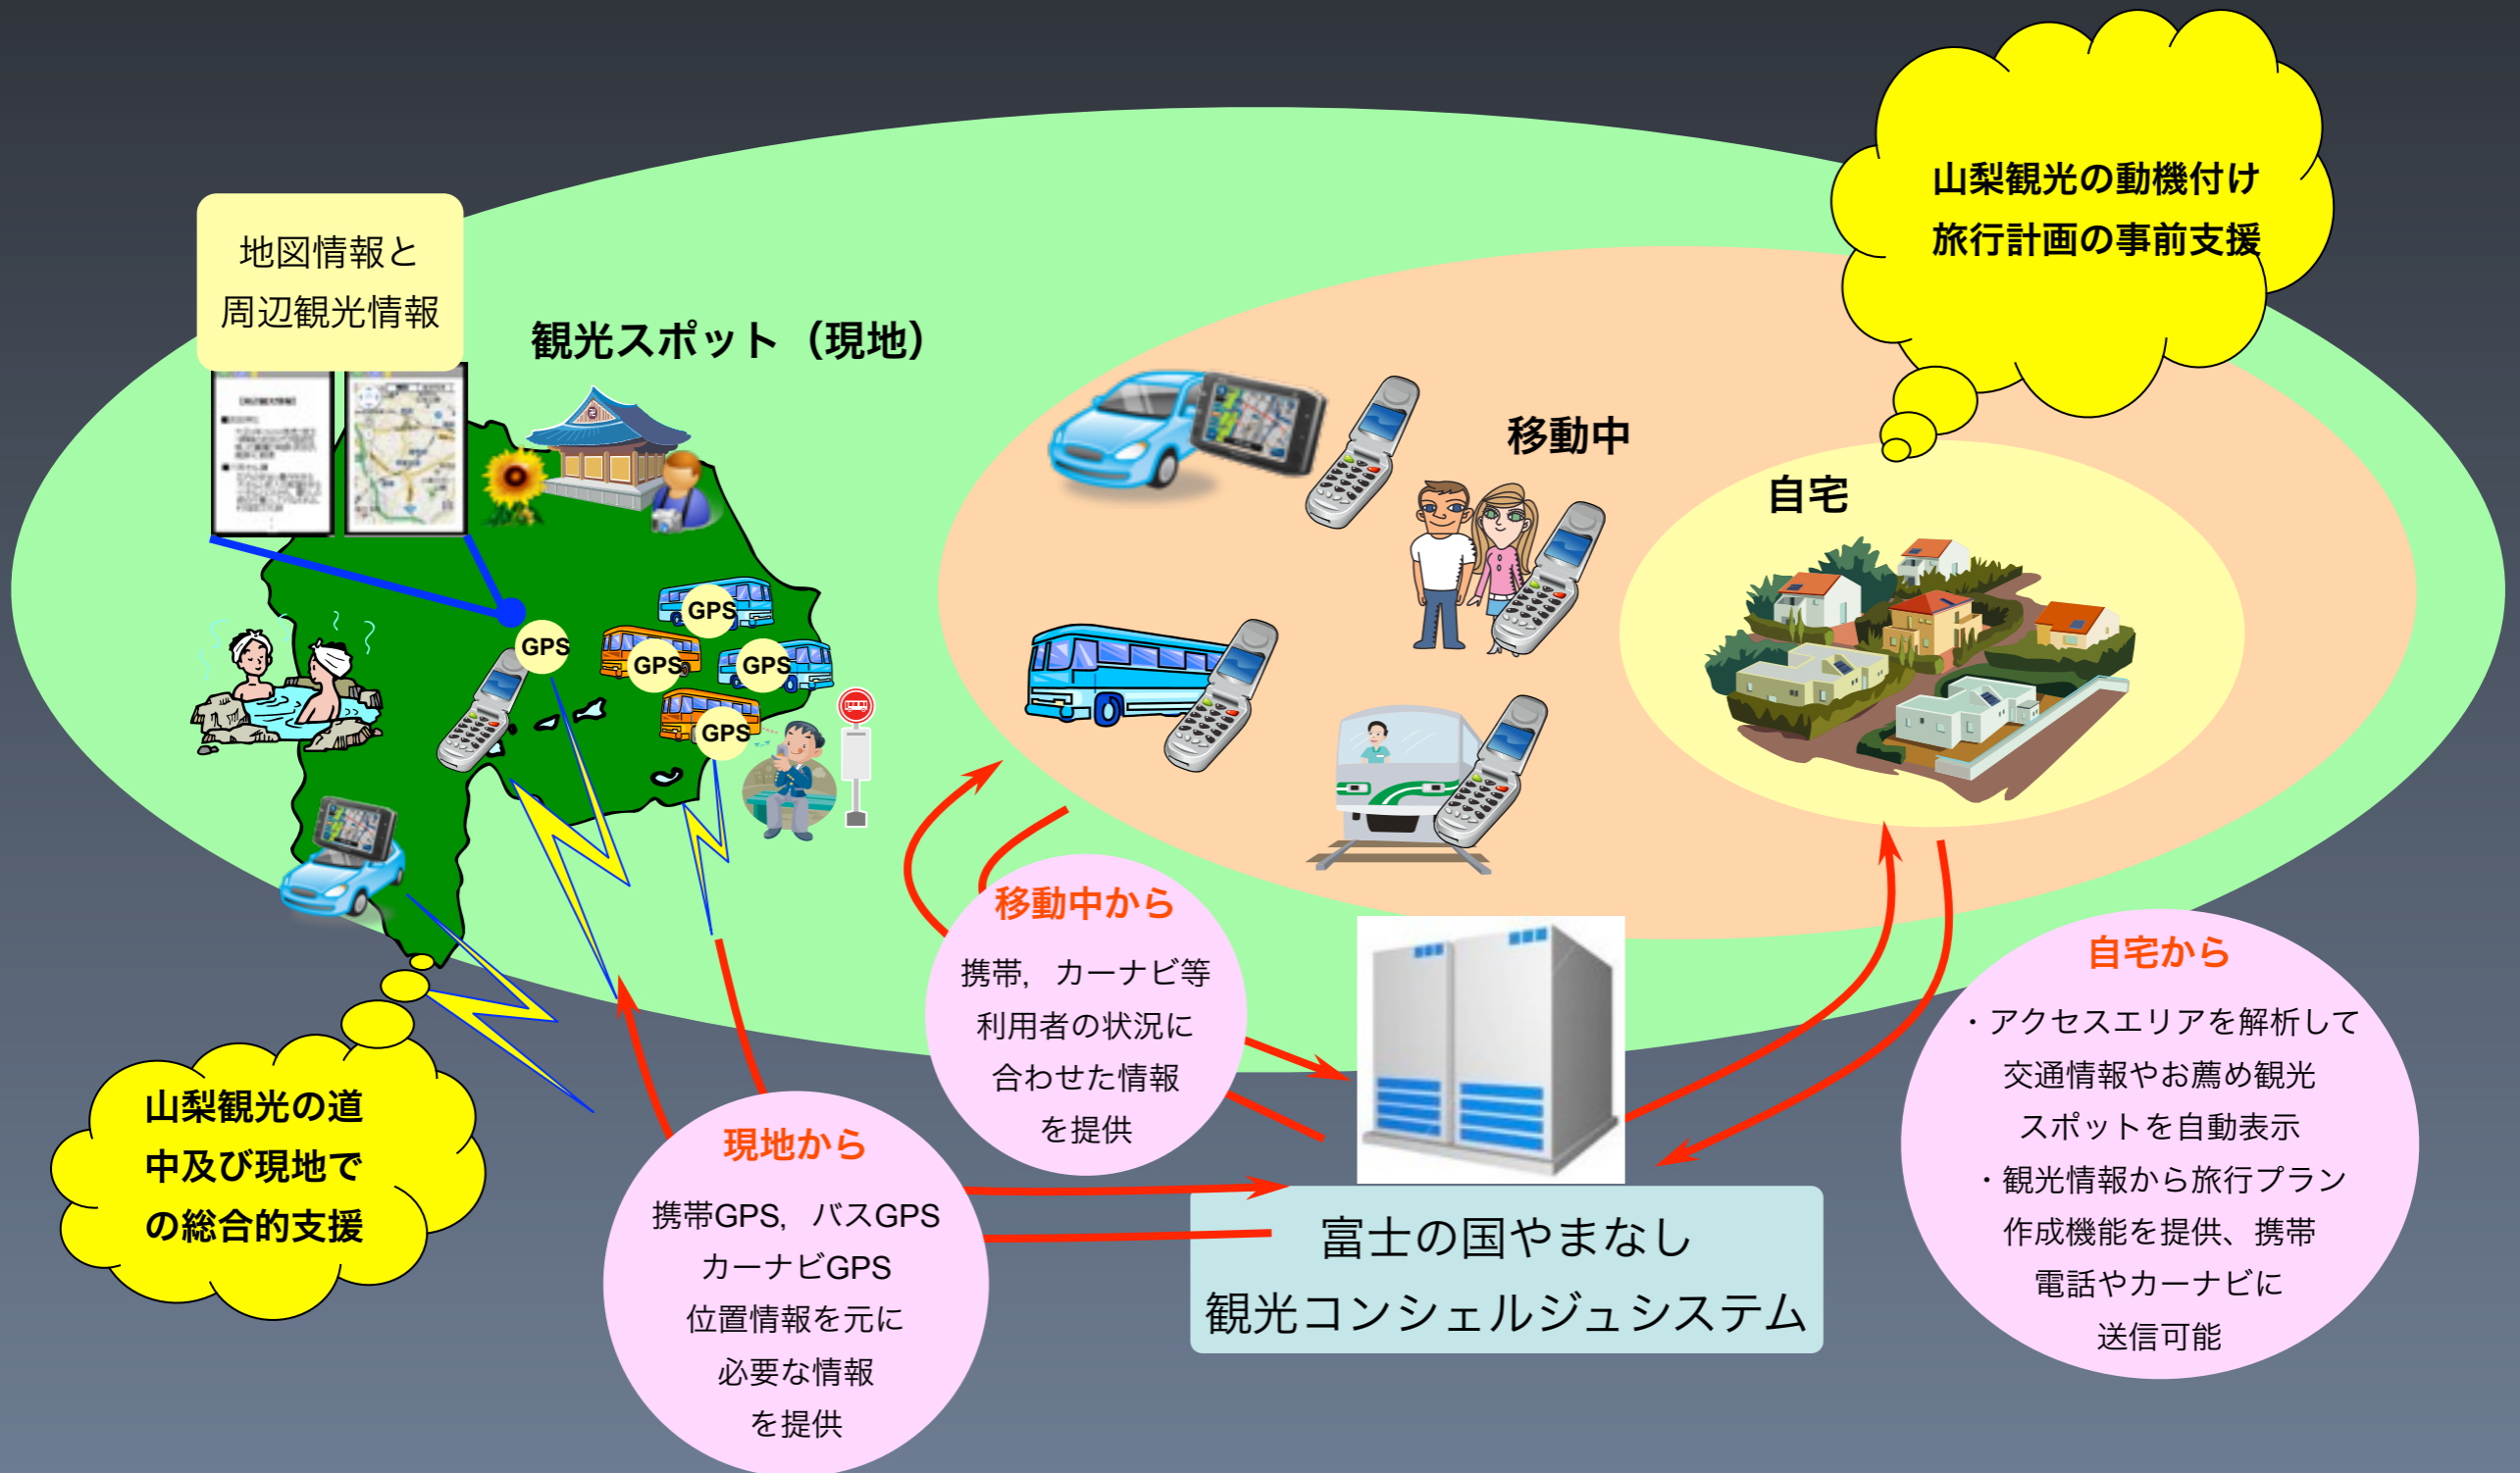 山梨観光の動機付け
旅行計画の事前支援
地図情報と
周辺観光情報
観光スポット（現地）
移動中
自宅
GPS
GPS
GPS
GPS
GPS
移動中から
携帯，カーナビ等
利用者の状況に
合わせた情報
を提供
自宅から
・アクセスエリアを解析して
交通情報やお薦め観光
スポットを自動表示
・観光情報から旅行プラン
作成機能を提供、携帯
電話やカーナビに
送信可能
山梨観光の道
中及び現地で
の総合的支援
現地から
携帯GPS，バスGPS
カーナビGPS
位置情報を元に
必要な情報
を提供
富士の国やまなし
観光コンシェルジュシステム